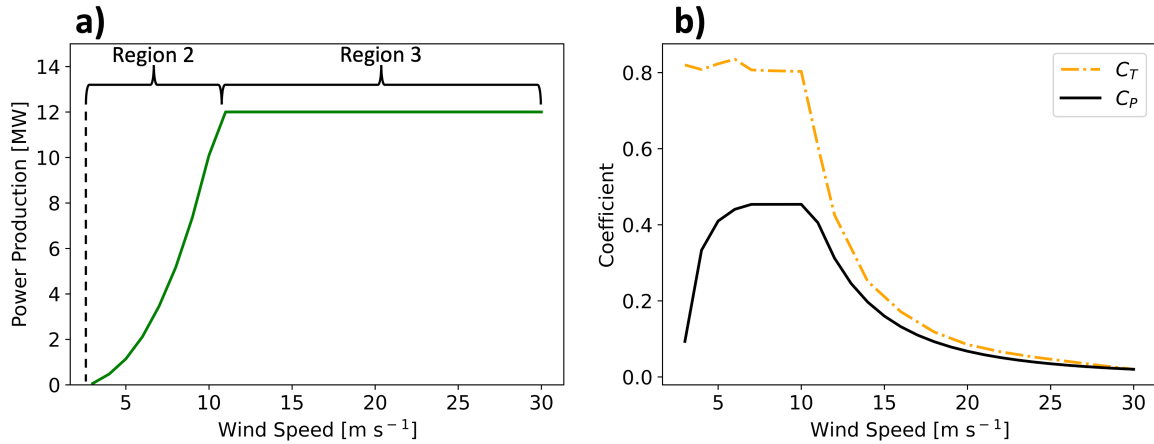 a)
Region 2
Region 3
14
12
10
8
6
4
2
0
Power Production [MW]
5
10
15
20
25
30
Wind Speed [m s⁻¹]
b)
C_T
C_P
0.8
0.6
0.4
0.2
0.0
Coefficient
5
10
15
20
25
30
Wind Speed [m s⁻¹]